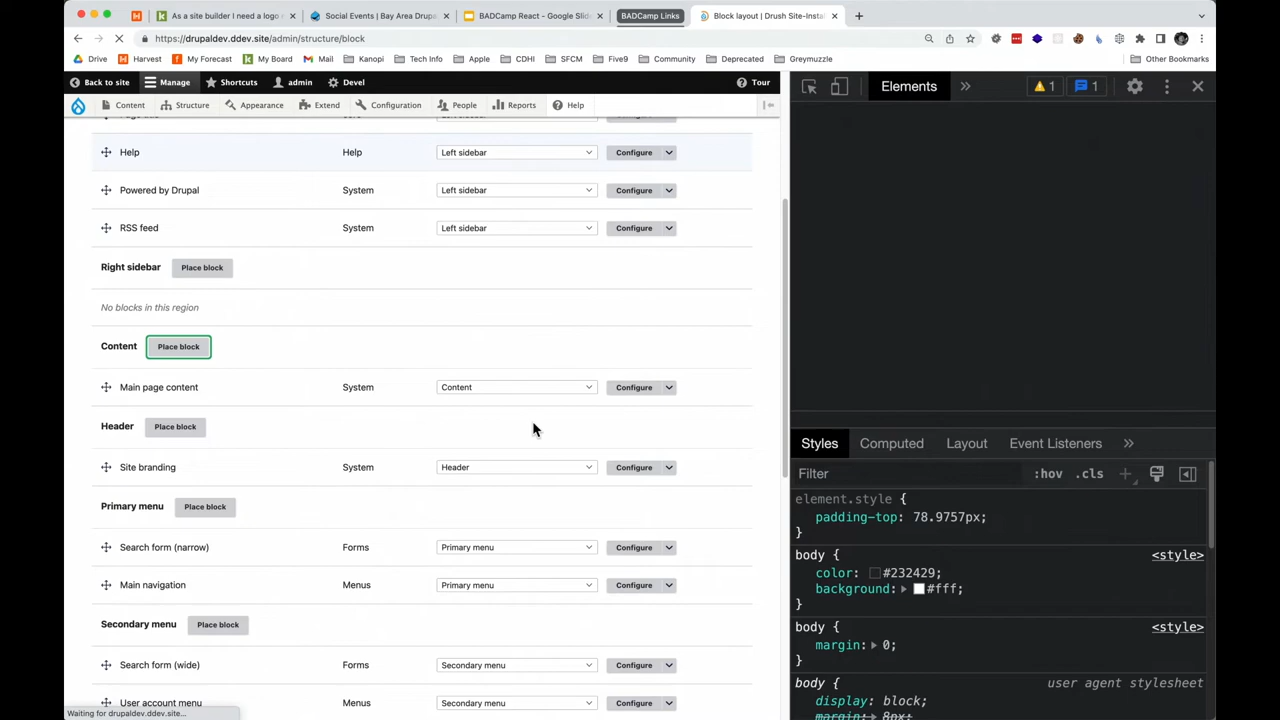 As a site builder I need a logo
Social Events | Bay Area Drupa
BADCamp React - Google Slide
BADCamp Links
Block layout | Drush Site-Instal
https://drupaldev.ddev.site/admin/structure/block
Drive
Harvest
My Forecast
My Board
Mail
Kanopi
Tech Info
Apple
CDHI
SFCM
Five9
Community
Deprecated
Greymuzzle
Other Bookmarks
Back to site
Manage
Shortcuts
admin
Devel
Tour
Content
Structure
Appearance
Extend
Configuration
People
Reports
Help
Help Help Left sidebar Configure
Powered by Drupal System Left sidebar Configure
RSS feed System Left sidebar Configure
Right sidebar Place block
No blocks in this region
Content Place block
Main page content System Content Configure
Header Place block
Site branding System Header Configure
Primary menu Place block
Search form (narrow) Forms Primary menu Configure
Main navigation Menus Primary menu Configure
Secondary menu Place block
Search form (wide) Forms Secondary menu Configure
User account menu Menus Secondary menu Configure
Waiting for drupaldev.ddev.site...
Elements » 1 1
Styles Computed Layout Event Listeners »
Filter :hov .cls
element.style {
padding-top: 78.9757px;
}
body { <style>
color: #232429;
background: #fff;
}
body { <style>
margin: 0;
}
body { user agent stylesheet
display: block;
margin: 8px;